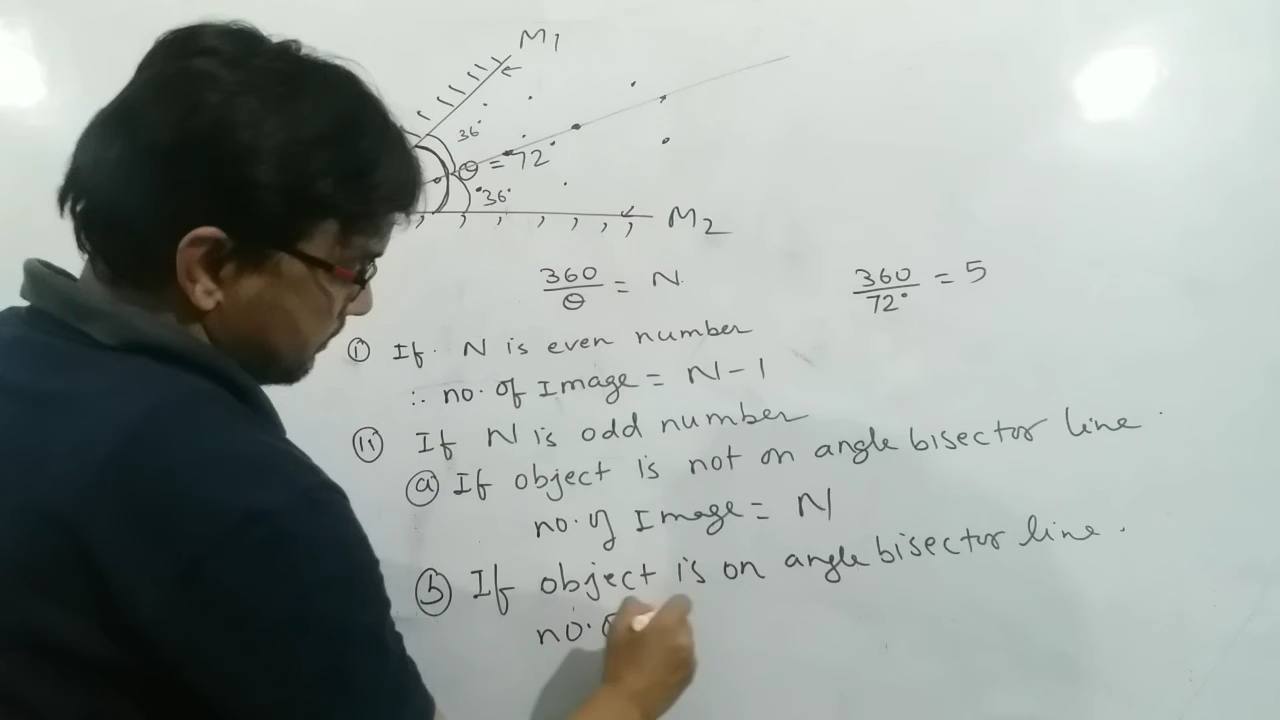 M1
36°
θ = 72°
36°
M2
360/θ = N
360/72° = 5
(i) If N is even number
∴ no. of Image = N-1
(ii) If N is odd number
(a) If object is not on angle bisector line.
no. of Image = N
(b) If object is on angle bisector line.
no.